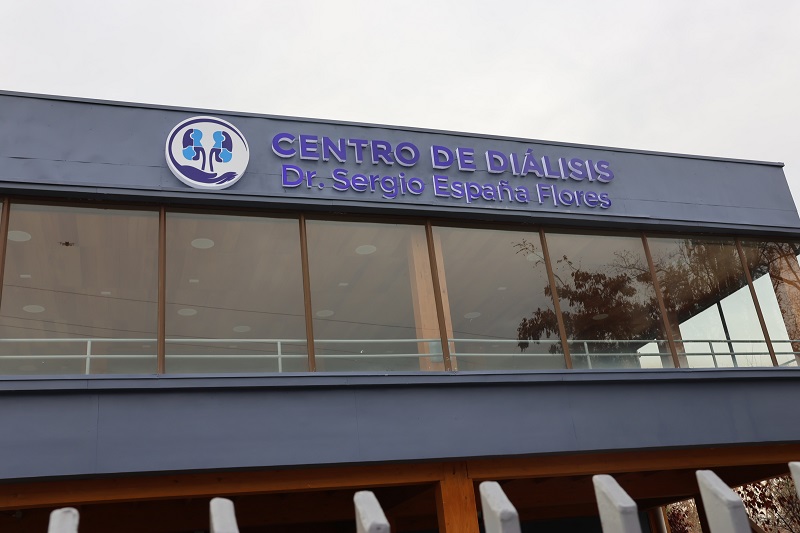 CENTRO DE DIÁLISIS
Dr. Sergio España Flores